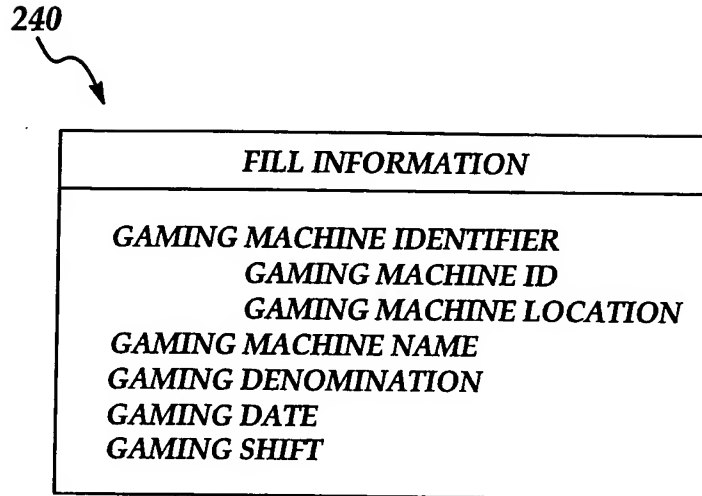 240
FILL INFORMATION
GAMING MACHINE IDENTIFIER
GAMING MACHINE ID
GAMING MACHINE LOCATION
GAMING MACHINE NAME
GAMING DENOMINATION
GAMING DATE
GAMING SHIFT